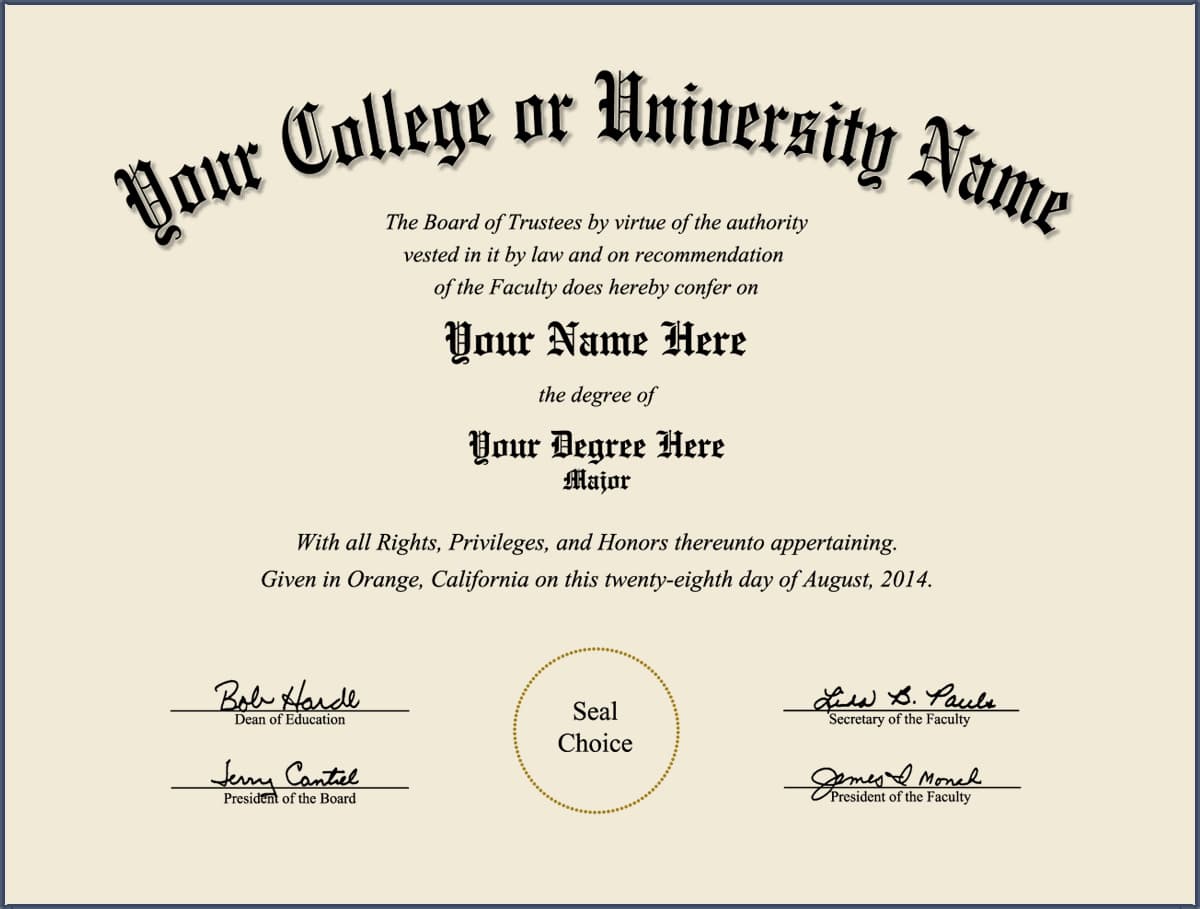 Your College or University Name
The Board of Trustees by virtue of the authority
vested in it by law and on recommendation
of the Faculty does hereby confer on
Your Name Here
the degree of
Your Degree Here
Major
With all Rights, Privileges, and Honors thereunto appertaining.
Given in Orange, California on this twenty-eighth day of August, 2014.
Bob Hardl
Dean of Education
Jerry Cantiel
President of the Board
Seal
Choice
Lisa B. Pauls
Secretary of the Faculty
James D Monch
President of the Faculty